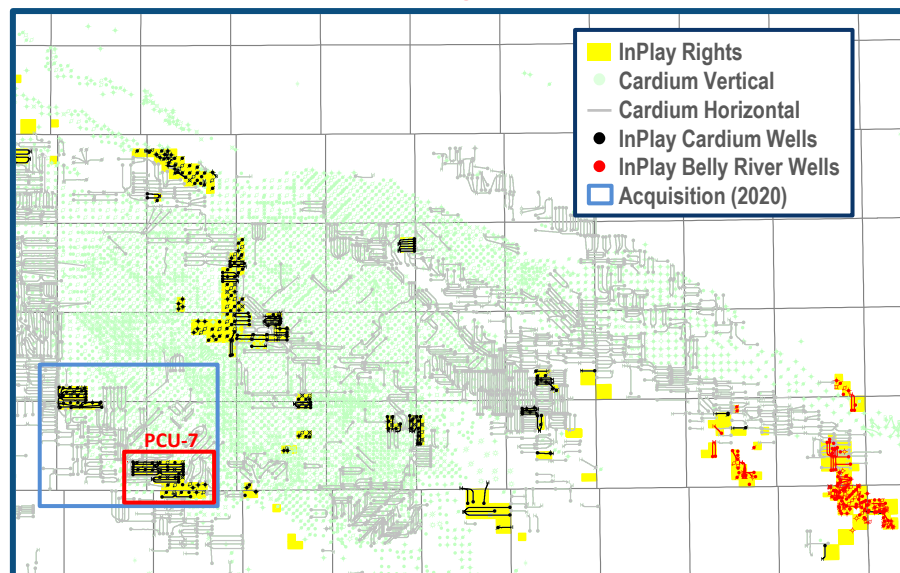 InPlay Rights
Cardium Vertical
Cardium Horizontal
InPlay Cardium Wells
InPlay Belly River Wells
Acquisition (2020)
PCU-7